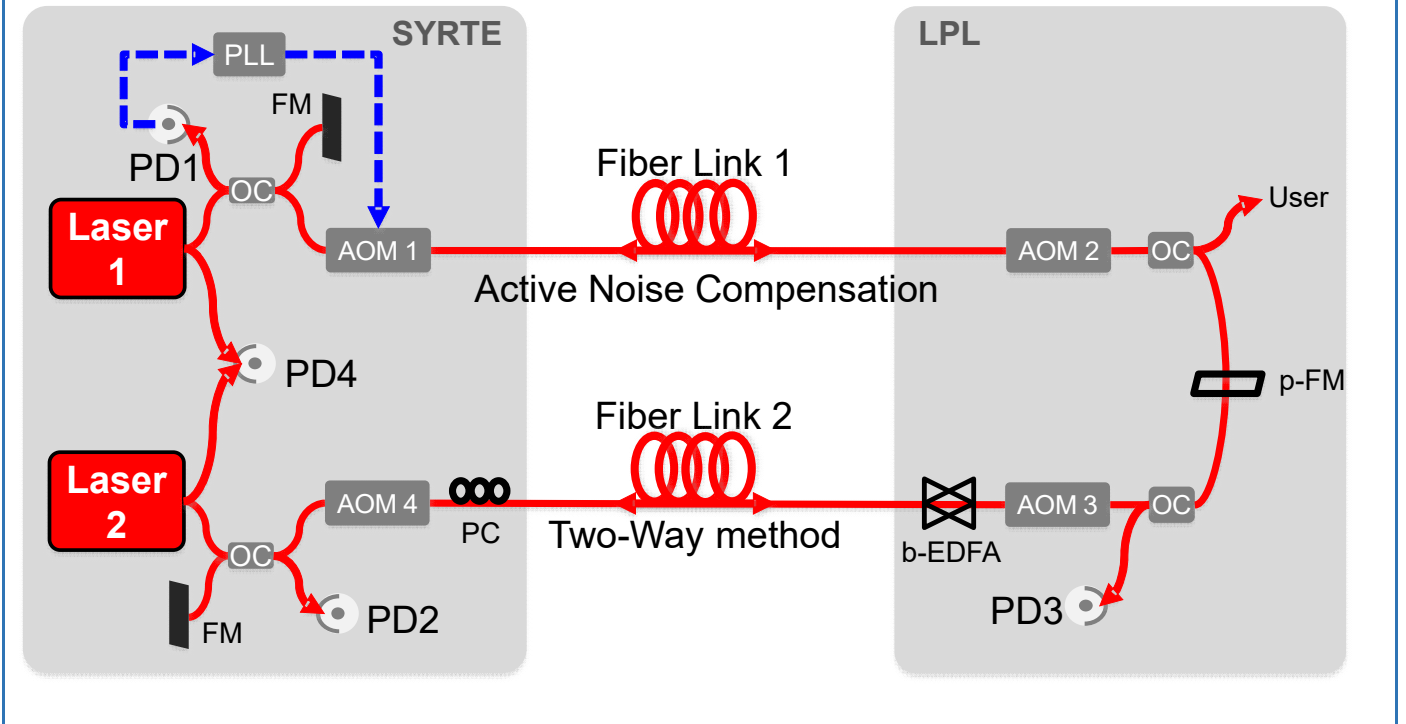 SYRTE
LPL
PLL
FM
PD1
OC
Fiber Link 1
User
Laser
1
AOM 1
AOM 2
OC
Active Noise Compensation
PD4
p-FM
Fiber Link 2
Laser
2
AOM 4
PC
Two-Way method
b-EDFA
AOM 3
OC
OC
FM
PD2
PD3